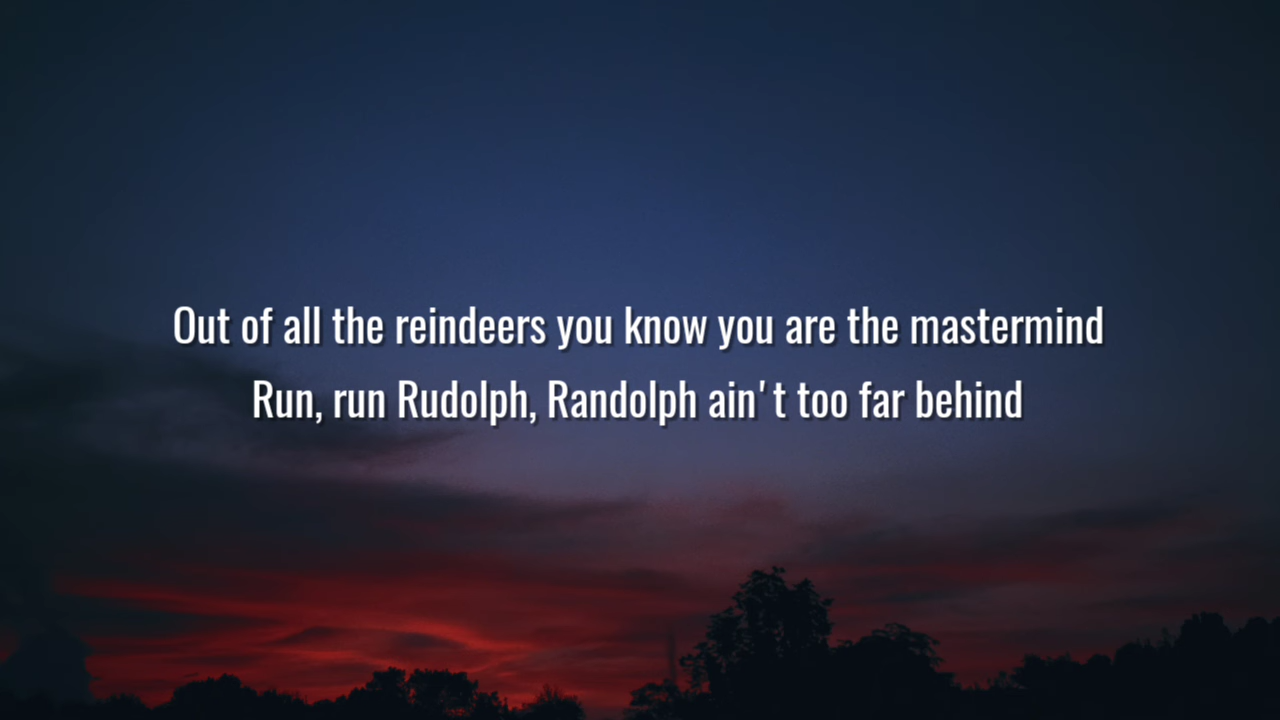 Out of all the reindeers you know you are the mastermind
Run, run Rudolph, Randolph ain't too far behind